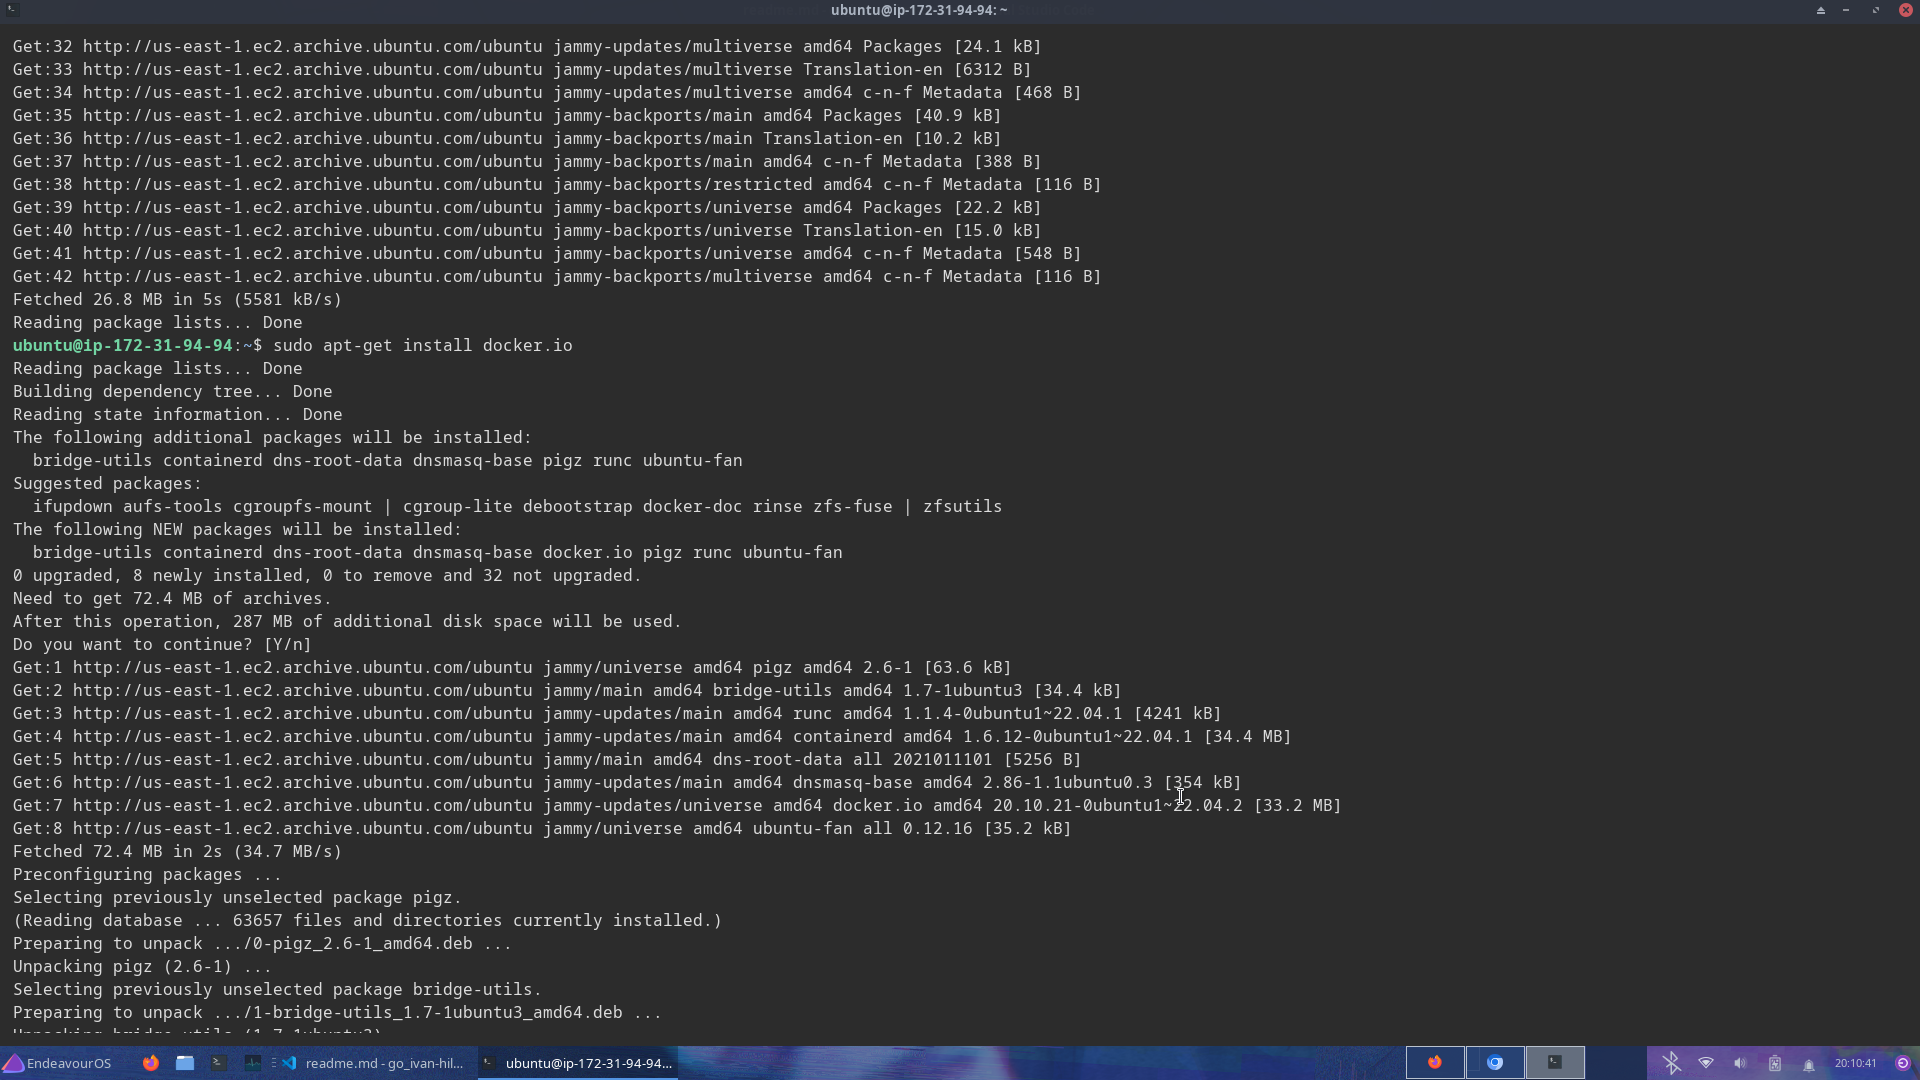 ubuntu@ip-172-31-94-94: ~
Get:32 http://us-east-1.ec2.archive.ubuntu.com/ubuntu jammy-updates/multiverse amd64 Packages [24.1 kB]
Get:33 http://us-east-1.ec2.archive.ubuntu.com/ubuntu jammy-updates/multiverse Translation-en [6312 B]
Get:34 http://us-east-1.ec2.archive.ubuntu.com/ubuntu jammy-updates/multiverse amd64 c-n-f Metadata [468 B]
Get:35 http://us-east-1.ec2.archive.ubuntu.com/ubuntu jammy-backports/main amd64 Packages [40.9 kB]
Get:36 http://us-east-1.ec2.archive.ubuntu.com/ubuntu jammy-backports/main Translation-en [10.2 kB]
Get:37 http://us-east-1.ec2.archive.ubuntu.com/ubuntu jammy-backports/main amd64 c-n-f Metadata [388 B]
Get:38 http://us-east-1.ec2.archive.ubuntu.com/ubuntu jammy-backports/restricted amd64 c-n-f Metadata [116 B]
Get:39 http://us-east-1.ec2.archive.ubuntu.com/ubuntu jammy-backports/universe amd64 Packages [22.2 kB]
Get:40 http://us-east-1.ec2.archive.ubuntu.com/ubuntu jammy-backports/universe Translation-en [15.0 kB]
Get:41 http://us-east-1.ec2.archive.ubuntu.com/ubuntu jammy-backports/universe amd64 c-n-f Metadata [548 B]
Get:42 http://us-east-1.ec2.archive.ubuntu.com/ubuntu jammy-backports/multiverse amd64 c-n-f Metadata [116 B]
Fetched 26.8 MB in 5s (5581 kB/s)
Reading package lists... Done
ubuntu@ip-172-31-94-94:~$ sudo apt-get install docker.io
Reading package lists... Done
Building dependency tree... Done
Reading state information... Done
The following additional packages will be installed:
  bridge-utils containerd dns-root-data dnsmasq-base pigz runc ubuntu-fan
Suggested packages:
  ifupdown aufs-tools cgroupfs-mount | cgroup-lite debootstrap docker-doc rinse zfs-fuse | zfsutils
The following NEW packages will be installed:
  bridge-utils containerd dns-root-data dnsmasq-base docker.io pigz runc ubuntu-fan
0 upgraded, 8 newly installed, 0 to remove and 32 not upgraded.
Need to get 72.4 MB of archives.
After this operation, 287 MB of additional disk space will be used.
Do you want to continue? [Y/n]
Get:1 http://us-east-1.ec2.archive.ubuntu.com/ubuntu jammy/universe amd64 pigz amd64 2.6-1 [63.6 kB]
Get:2 http://us-east-1.ec2.archive.ubuntu.com/ubuntu jammy/main amd64 bridge-utils amd64 1.7-1ubuntu3 [34.4 kB]
Get:3 http://us-east-1.ec2.archive.ubuntu.com/ubuntu jammy-updates/main amd64 runc amd64 1.1.4-0ubuntu1~22.04.1 [4241 kB]
Get:4 http://us-east-1.ec2.archive.ubuntu.com/ubuntu jammy-updates/main amd64 containerd amd64 1.6.12-0ubuntu1~22.04.1 [34.4 MB]
Get:5 http://us-east-1.ec2.archive.ubuntu.com/ubuntu jammy/main amd64 dns-root-data all 2021011101 [5256 B]
Get:6 http://us-east-1.ec2.archive.ubuntu.com/ubuntu jammy-updates/main amd64 dnsmasq-base amd64 2.86-1.1ubuntu0.3 [354 kB]
Get:7 http://us-east-1.ec2.archive.ubuntu.com/ubuntu jammy-updates/universe amd64 docker.io amd64 20.10.21-0ubuntu1~22.04.2 [33.2 MB]
Get:8 http://us-east-1.ec2.archive.ubuntu.com/ubuntu jammy/universe amd64 ubuntu-fan all 0.12.16 [35.2 kB]
Fetched 72.4 MB in 2s (34.7 MB/s)
Preconfiguring packages ...
Selecting previously unselected package pigz.
(Reading database ... 63657 files and directories currently installed.)
Preparing to unpack .../0-pigz_2.6-1_amd64.deb ...
Unpacking pigz (2.6-1) ...
Selecting previously unselected package bridge-utils.
Preparing to unpack .../1-bridge-utils_1.7-1ubuntu3_amd64.deb ...
Unpacking bridge-utils (1.7-1ubuntu3)
EndeavourOS readme.md - go_ivan-hil... ubuntu@ip-172-31-94-94... 20:10:41